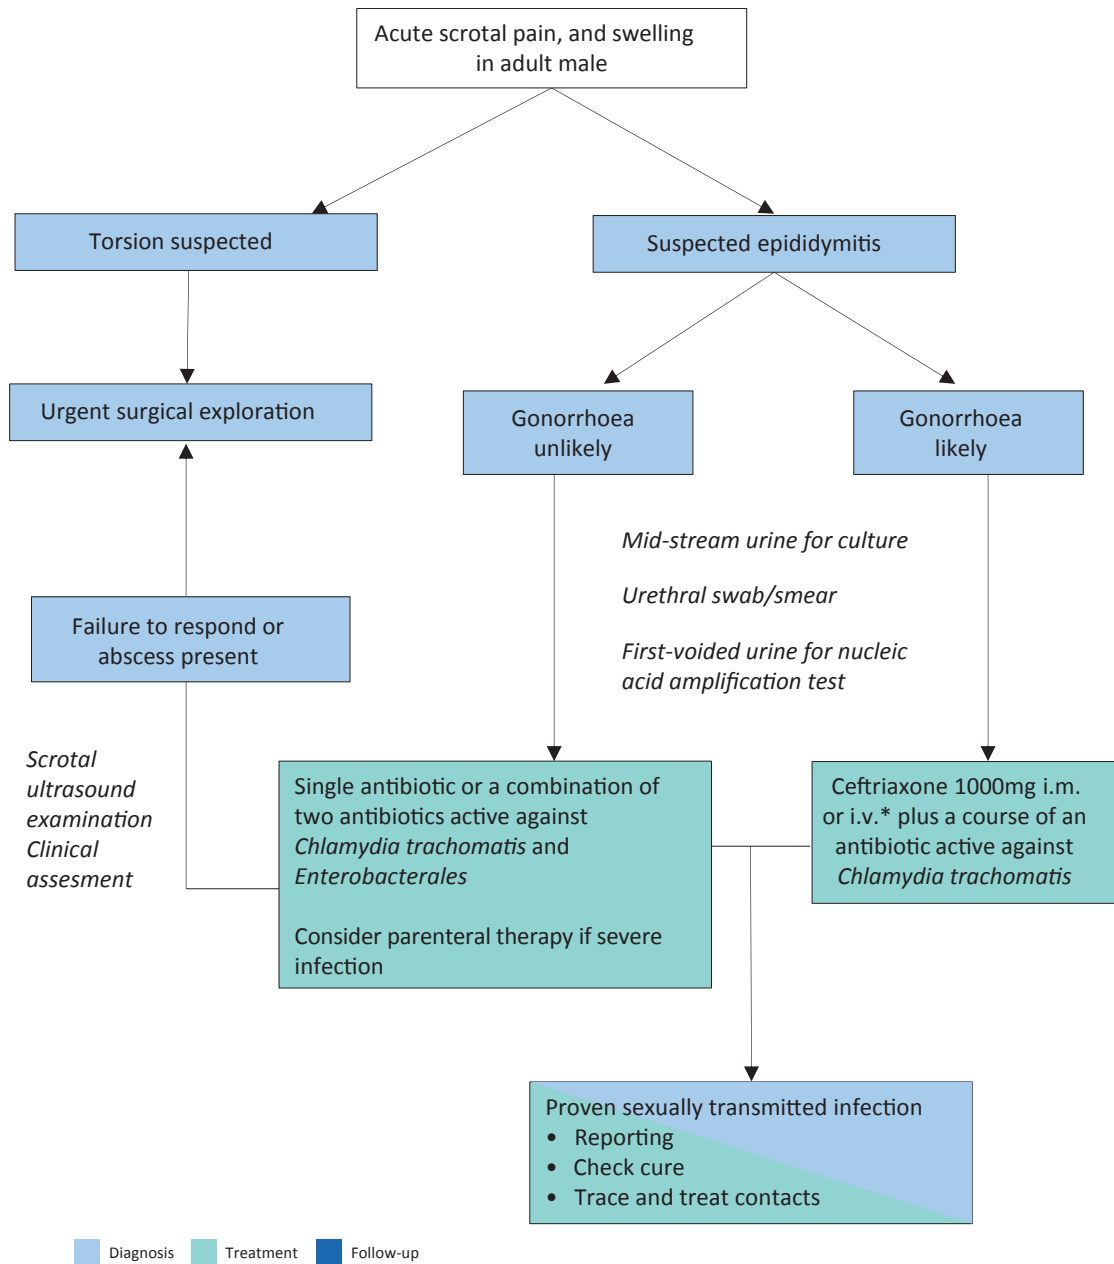 Acute scrotal pain, and swelling
in adult male
Torsion suspected
Suspected epididymitis
Urgent surgical exploration
Gonorrhoea
unlikely
Gonorrhoea
likely
Mid-stream urine for culture
Urethral swab/smear
First-voided urine for nucleic
acid amplification test
Failure to respond or
abscess present
Scrotal
ultrasound
examination
Clinical
assesment
Single antibiotic or a combination of
two antibiotics active against
Chlamydia trachomatis and
Enterobacterales
Consider parenteral therapy if severe
infection
Ceftriaxone 1000mg i.m.
or i.v.* plus a course of an
antibiotic active against
Chlamydia trachomatis
Proven sexually transmitted infection
• Reporting
• Check cure
• Trace and treat contacts
Diagnosis
Treatment
Follow-up